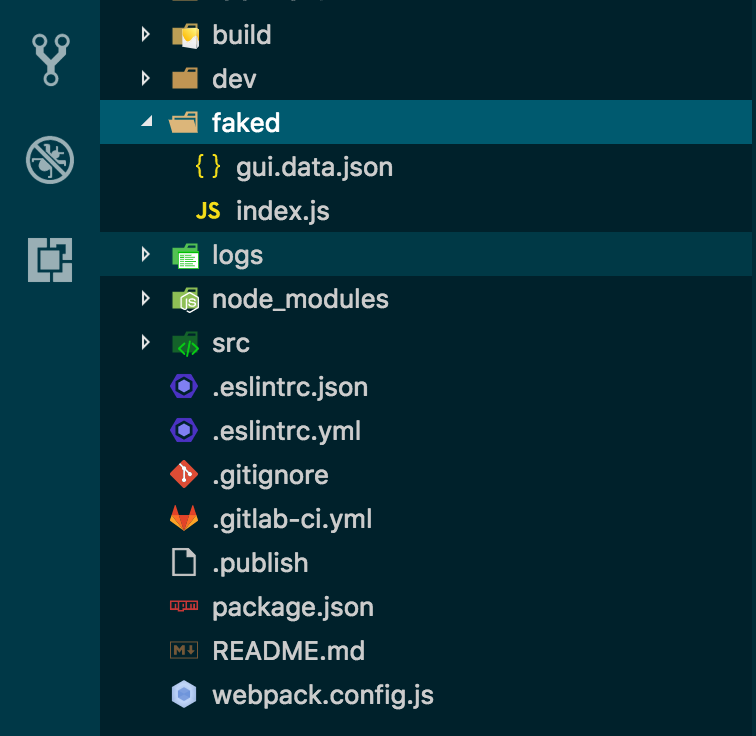 build
dev
faked
{ } gui.data.json
JS index.js
logs
node_modules
src
.eslintrc.json
.eslintrc.yml
.gitignore
.gitlab-ci.yml
.publish
package.json
README.md
webpack.config.js